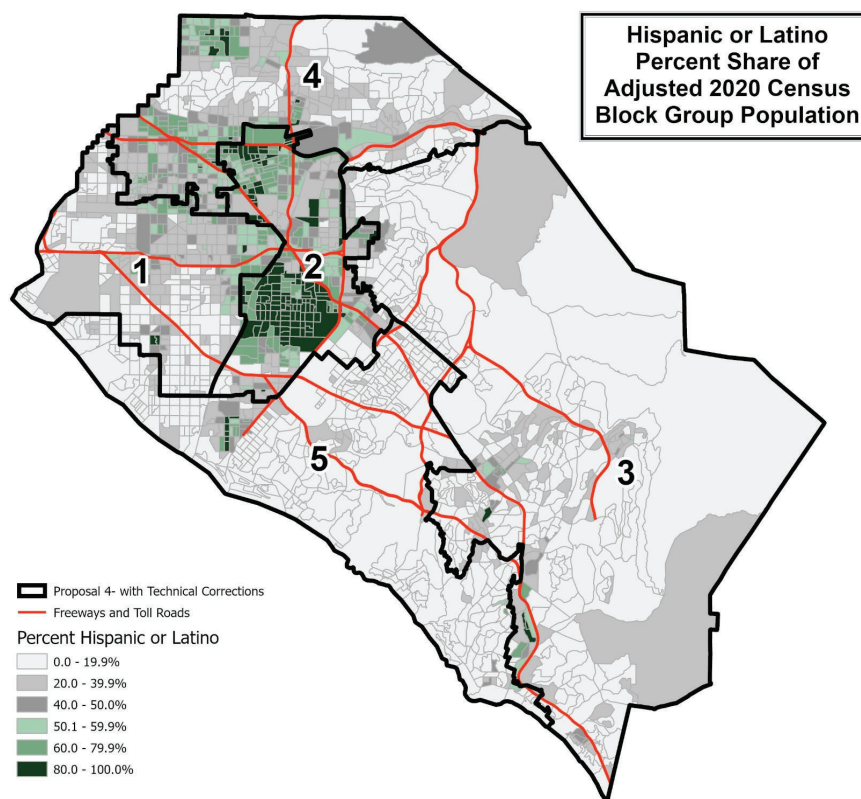 Hispanic or Latino
Percent Share of
Adjusted 2020 Census
Block Group Population
4
2
1
3
5
Proposal 4- with Technical Corrections
Freeways and Toll Roads
Percent Hispanic or Latino
0.0 - 19.9%
20.0 - 39.9%
40.0 - 50.0%
50.1 - 59.9%
60.0 - 79.9%
80.0 - 100.0%